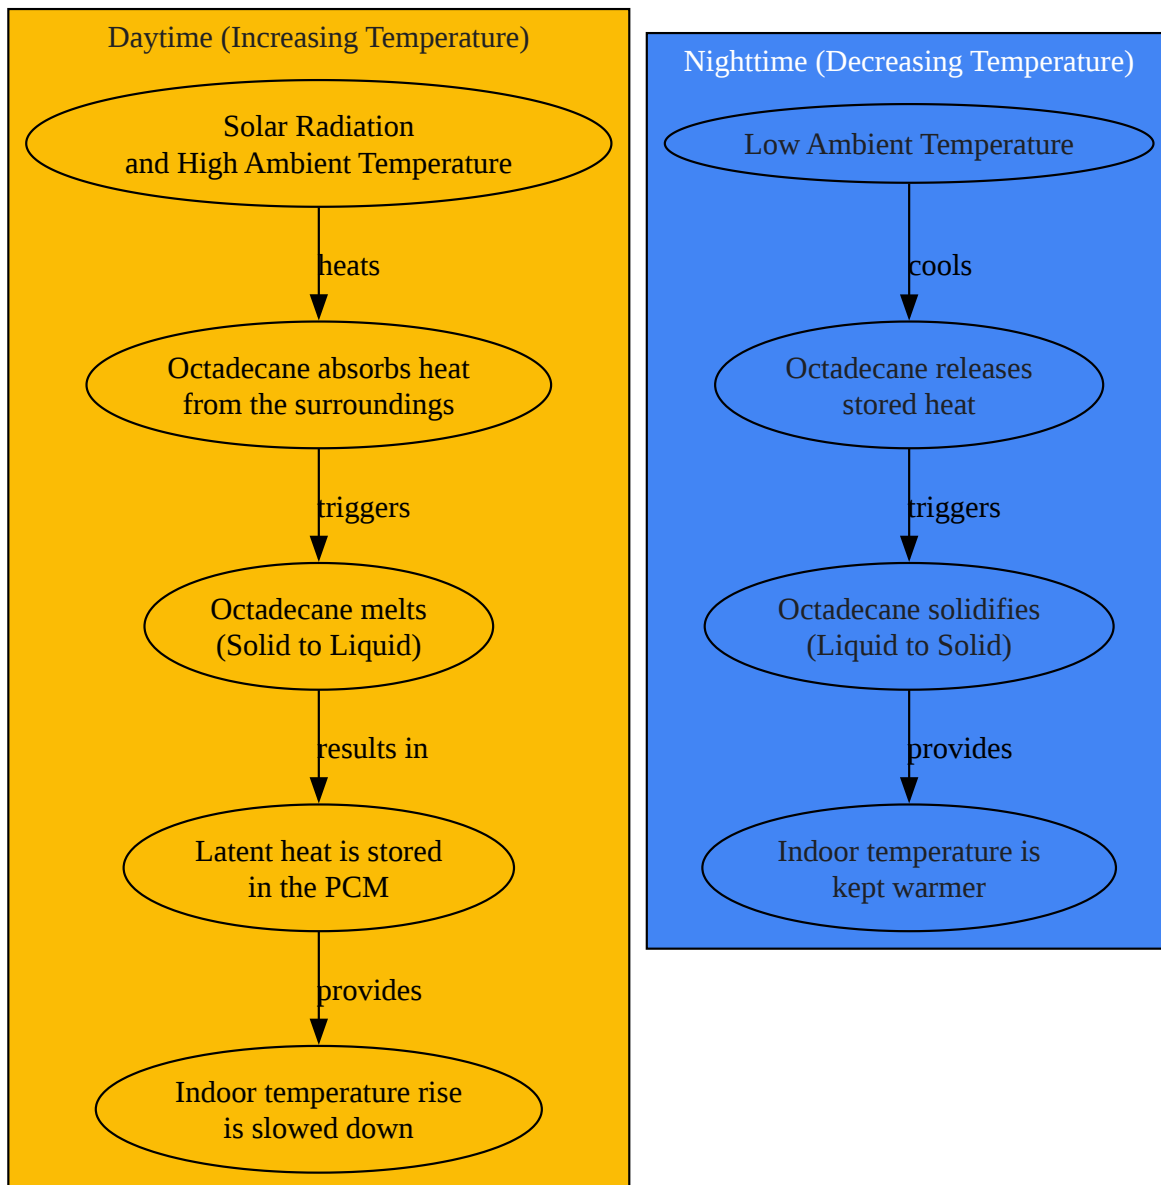 Daytime (Increasing Temperature)
Solar Radiation
and High Ambient Temperature
heats
Octadecane absorbs heat
from the surroundings
triggers
Octadecane melts
(Solid to Liquid)
results in
Latent heat is stored
in the PCM
provides
Indoor temperature rise
is slowed down
Nighttime (Decreasing Temperature)
Low Ambient Temperature
cools
Octadecane releases
stored heat
triggers
Octadecane solidifies
(Liquid to Solid)
provides
Indoor temperature is
kept warmer